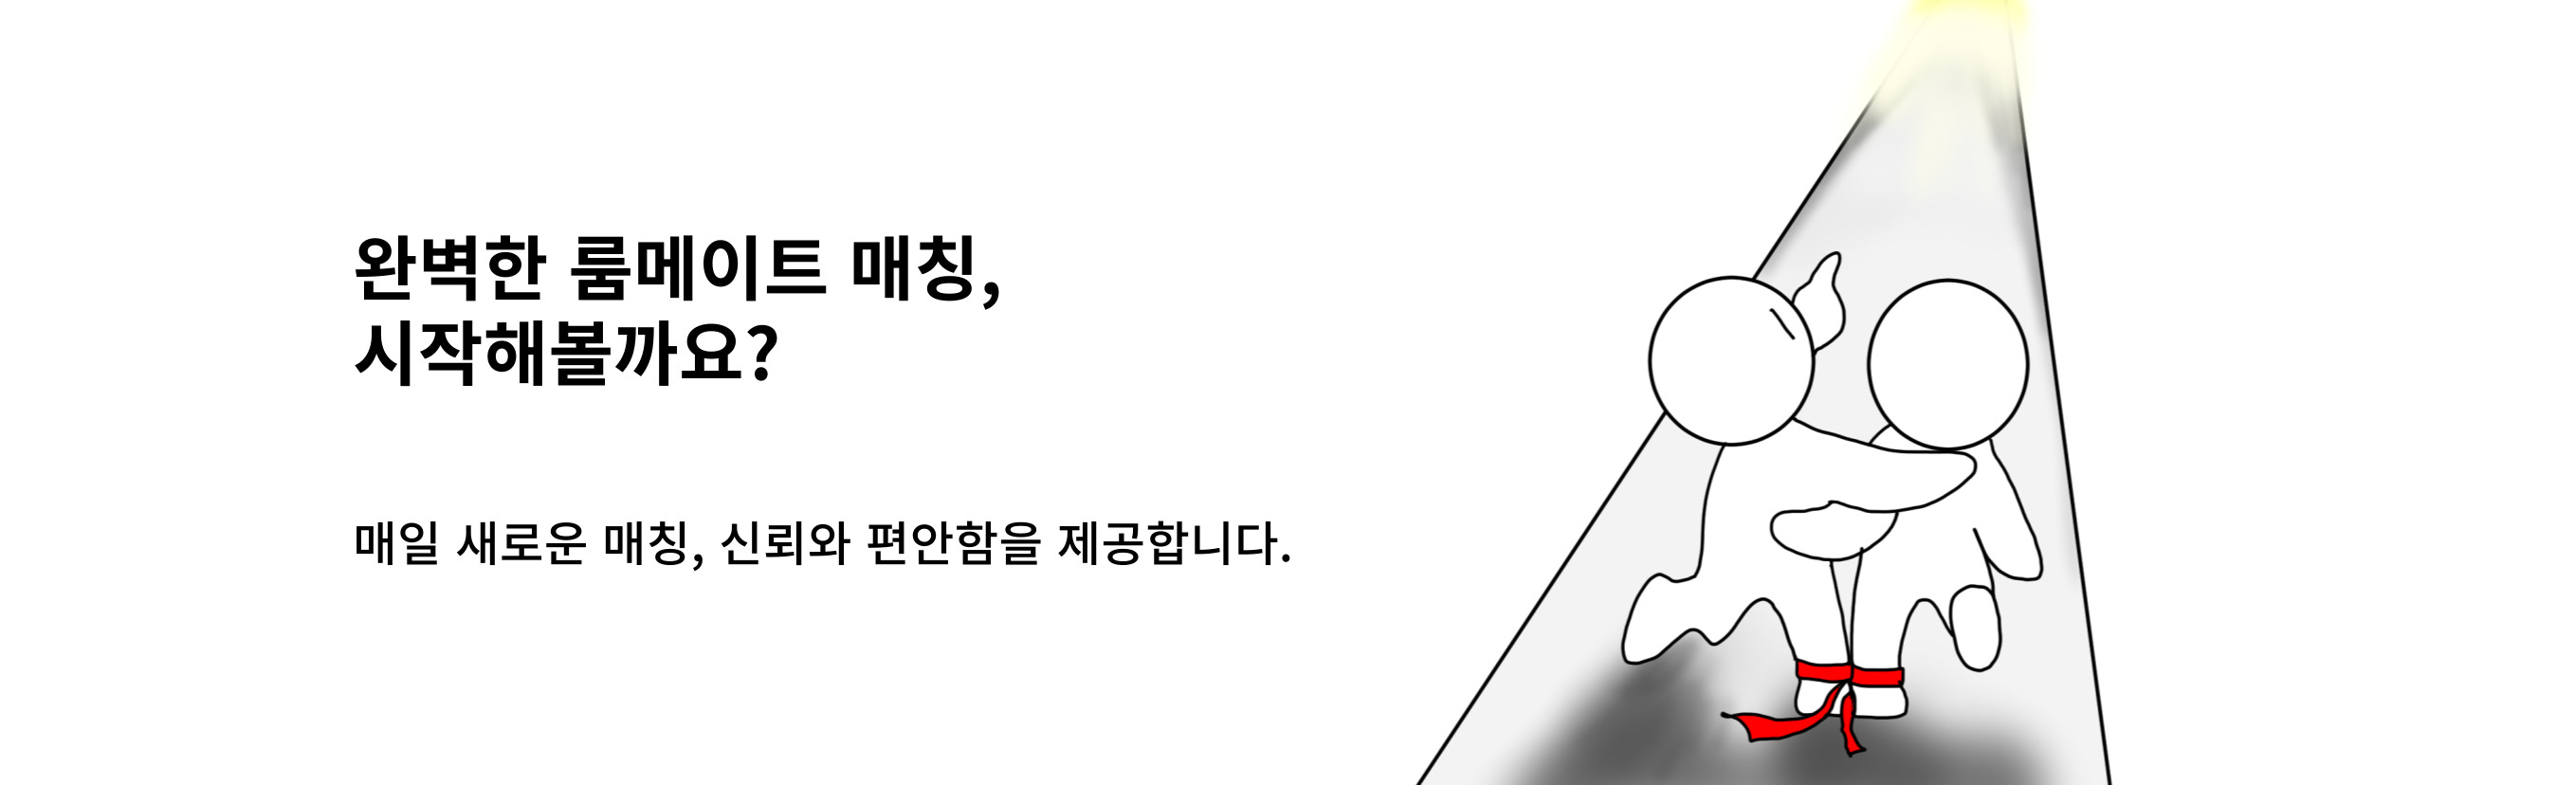 완벽한 룸메이트 매칭,
시작해볼까요?
매일 새로운 매칭, 신뢰와 편안함을 제공합니다.